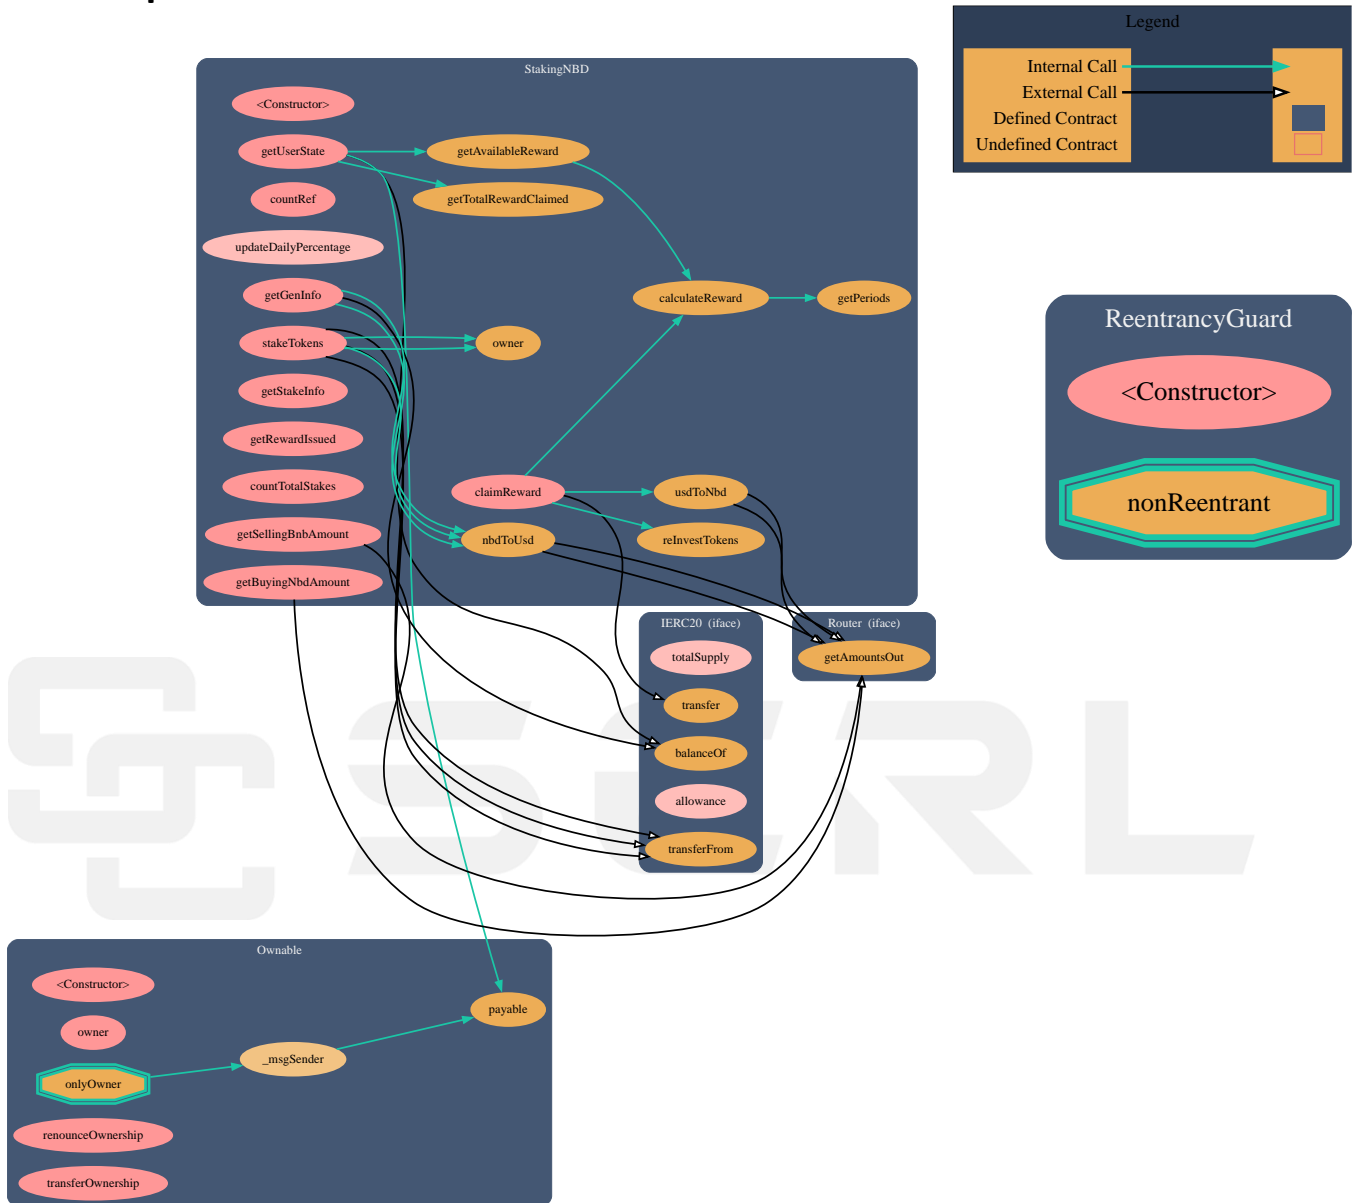 Legend
Internal Call
External Call
Defined Contract
Undefined Contract
StakingNBD
<Constructor>
getUserState
getAvailableReward
countRef
getTotalRewardClaimed
updateDailyPercentage
getGenInfo
calculateReward
getPeriods
stakeTokens
owner
getStakeInfo
getRewardIssued
countTotalStakes
claimReward
usdToNbd
getSellingBnbAmount
nbdToUsd
reInvestTokens
getBuyingNbdAmount
ReentrancyGuard
<Constructor>
nonReentrant
IERC20 (iface)
totalSupply
transfer
balanceOf
allowance
transferFrom
Router (iface)
getAmountsOut
Ownable
<Constructor>
owner
payable
_msgSender
onlyOwner
renounceOwnership
transferOwnership